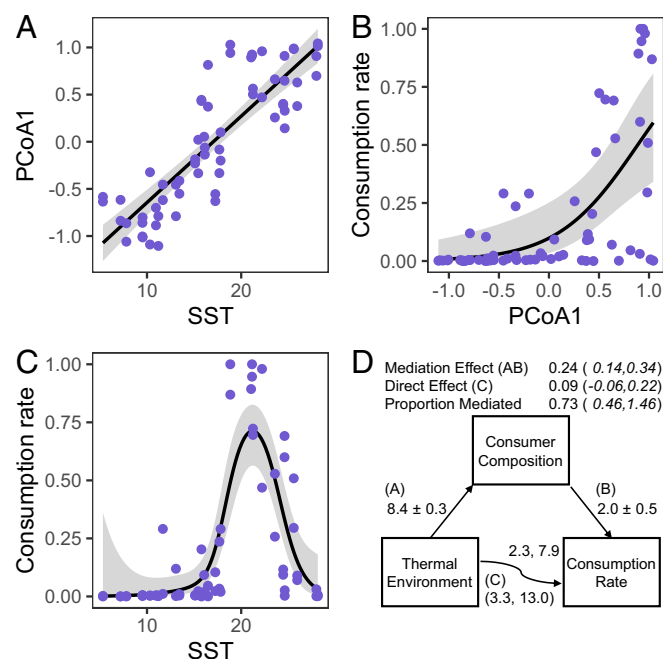 A
PCoA1
1.0
0.5
0.0
-0.5
-1.0
10
20
SST
B
Consumption rate
1.00
0.75
0.50
0.25
0.00
-1.0
-0.5
0.0
0.5
1.0
PCoA1
C
Consumption rate
1.00
0.75
0.50
0.25
0.00
10
20
SST
D
Mediation Effect (AB) 0.24 ( 0.14,0.34)
Direct Effect (C) 0.09 (-0.06,0.22)
Proportion Mediated 0.73 ( 0.46,1.46)
Consumer
Composition
(A)
8.4 ± 0.3
(B)
2.0 ± 0.5
Thermal
Environment
2.3, 7.9
(C)
(3.3, 13.0)
Consumption
Rate